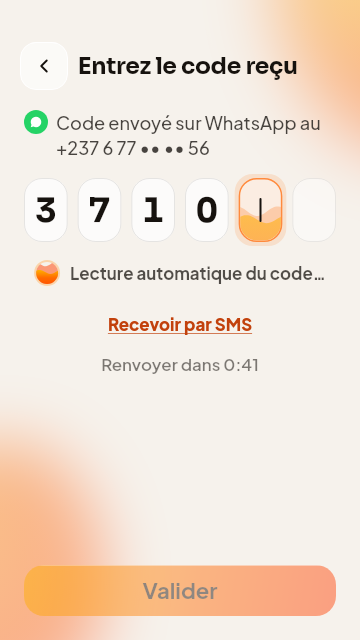 Entrez le code reçu
Code envoyé sur WhatsApp au
+237 6 77 •• •• 56
3 7 1 0
Lecture automatique du code…
Recevoir par SMS
Renvoyer dans 0:41
Valider